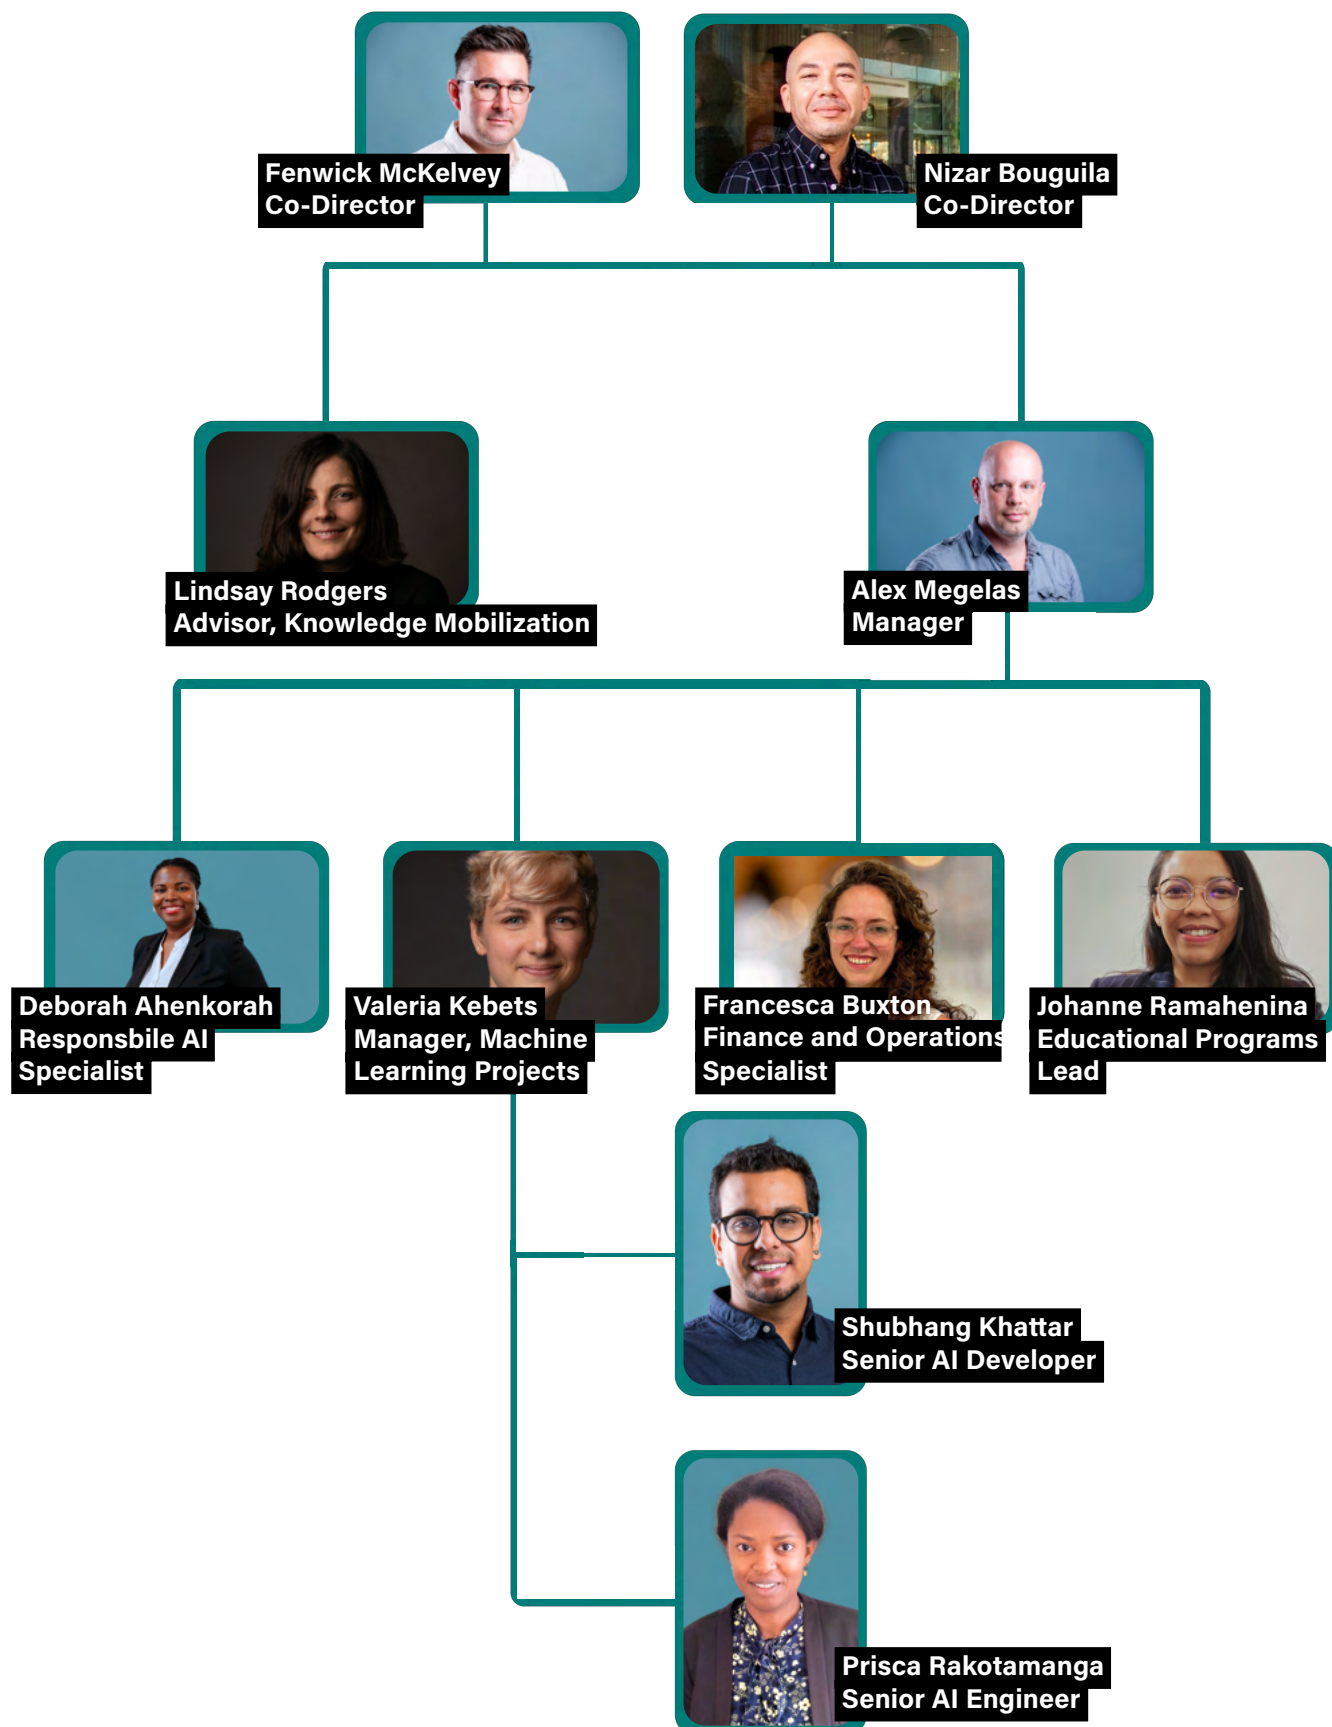 Fenwick McKelvey
Co-Director
Nizar Bouguila
Co-Director
Lindsay Rodgers
Advisor, Knowledge Mobilization
Alex Megelas
Manager
Deborah Ahenkorah
Responsbile AI
Specialist
Valeria Kebets
Manager, Machine
Learning Projects
Francesca Buxton
Finance and Operations
Specialist
Johanne Ramahenina
Educational Programs
Lead
Shubhang Khattar
Senior AI Developer
Prisca Rakotamanga
Senior AI Engineer